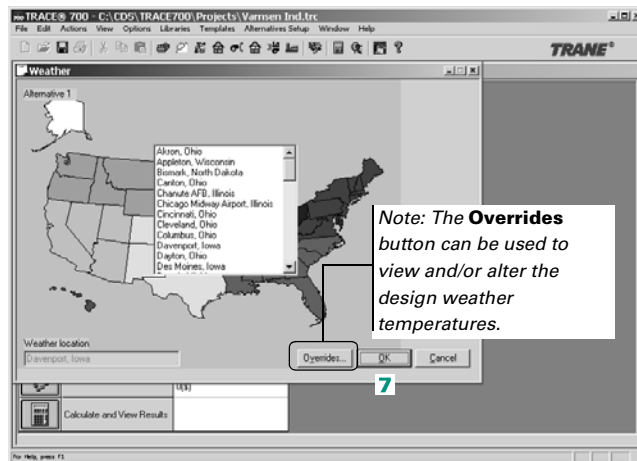 TRACE® 700 - C:\CDS\TRACE700\Projects\Varmsen Ind.trc
File Edit Actions View Options Libraries Templates Alternatives Setup Window Help
TRANE®
Weather
Alternative 1
Akron, Ohio
Appleton, Wisconsin
Bismark, North Dakota
Canton, Ohio
Chanute AFB, Illinois
Chicago Midway Airport, Illinois
Cincinnati, Ohio
Cleveland, Ohio
Columbus, Ohio
Davenport, Iowa
Dayton, Ohio
Des Moines, Iowa
Note: The Overrides
button can be used to
view and/or alter the
design weather
temperatures.
Weather location
Davenport, Iowa
Overrides...
OK
Cancel
7
Calculate and View Results
For Help, press F1